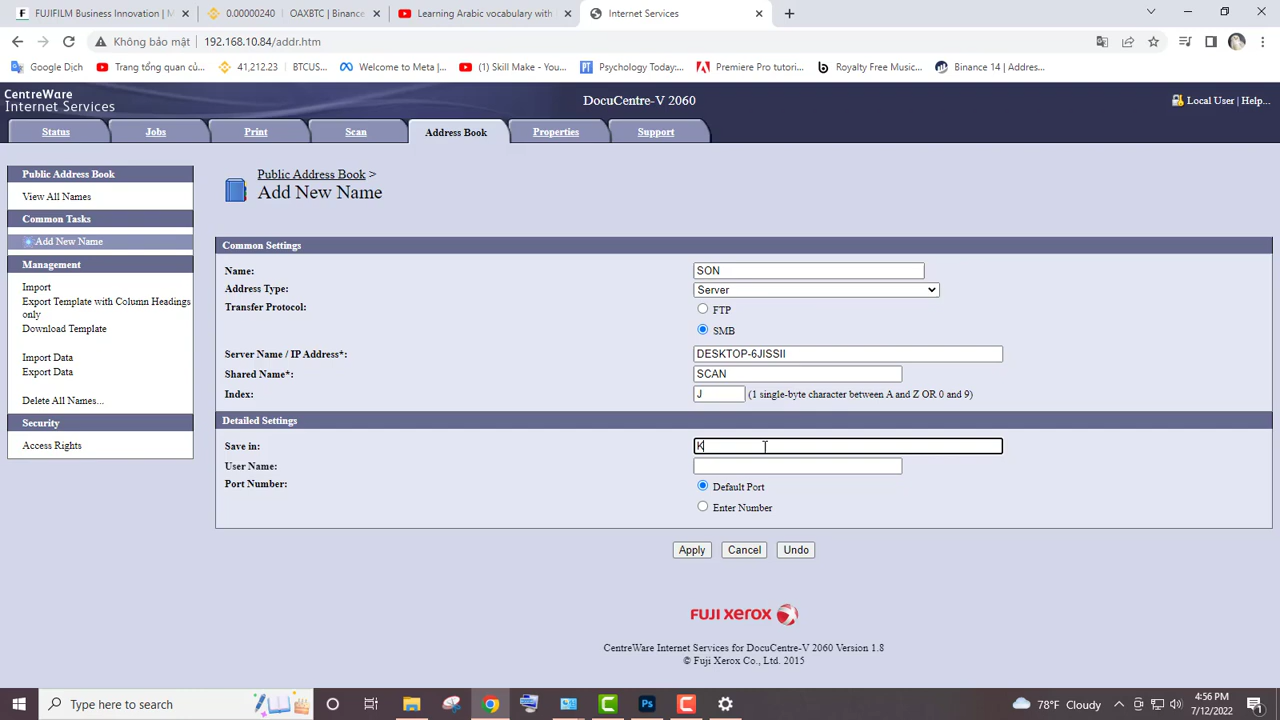 FUJIFILM Business Innovation | M
0.00000240 OAXBTC | Binance
Learning Arabic vocabulary with
Internet Services
Không bảo mật 192.168.10.84/addr.htm
Google Dịch
Trang tổng quan củ...
41,212.23
BTCUS...
Welcome to Meta |...
(1) Skill Make - You...
Psychology Today:...
Premiere Pro tutori...
Royalty Free Music...
Binance 14 | Addres...
CentreWare
Internet Services
DocuCentre-V 2060
Local User | Help...
Status
Jobs
Print
Scan
Address Book
Properties
Support
Public Address Book
View All Names
Common Tasks
Add New Name
Management
Import
Export Template with Column Headings
only
Download Template
Import Data
Export Data
Delete All Names...
Security
Access Rights
Public Address Book >
Add New Name
Common Settings
Name: SON
Address Type: Server
Transfer Protocol: FTP
SMB
Server Name / IP Address*: DESKTOP-6JISSII
Shared Name*: SCAN
Index: J (1 single-byte character between A and Z OR 0 and 9)
Detailed Settings
Save in: K
User Name:
Port Number: Default Port
Enter Number
Apply Cancel Undo
FUJI XEROX
CentreWare Internet Services for DocuCentre-V 2060 Version 1.8
© Fuji Xerox Co., Ltd. 2015
Type here to search
78°F Cloudy
4:56 PM
7/12/2022
1